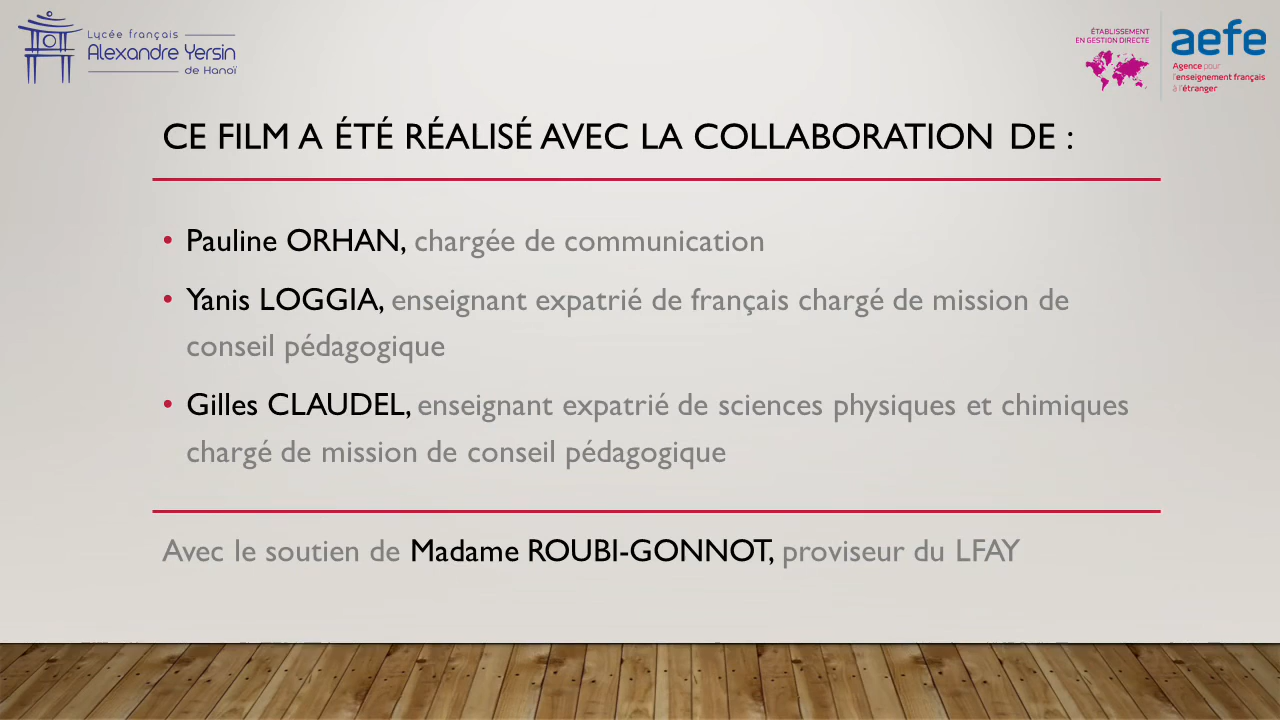 Lycée français
Alexandre Yersin
de Hanoï
ÉTABLISSEMENT
EN GESTION DIRECTE
aefe
Agence pour
l'enseignement français
à l'étranger
CE FILM A ÉTÉ RÉALISÉ AVEC LA COLLABORATION DE :
• Pauline ORHAN, chargée de communication
• Yanis LOGGIA, enseignant expatrié de français chargé de mission de
conseil pédagogique
• Gilles CLAUDEL, enseignant expatrié de sciences physiques et chimiques
chargé de mission de conseil pédagogique
Avec le soutien de Madame ROUBI-GONNOT, proviseur du LFAY